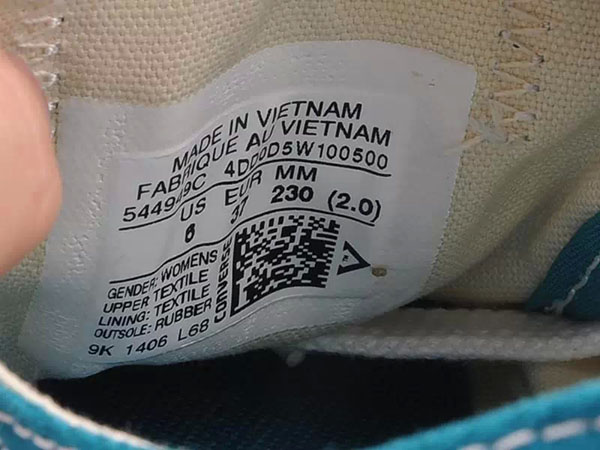 MADE IN VIETNAM
FABRIQUE AU VIETNAM
4DD0D5W100500
US EUR MM
6 37 230 (2.0)
GENDER: WOMENS
UPPER TEXTILE
LINING: TEXTILE
OUTSOLE: RUBBER
CONVERSE
9K 1406 L68